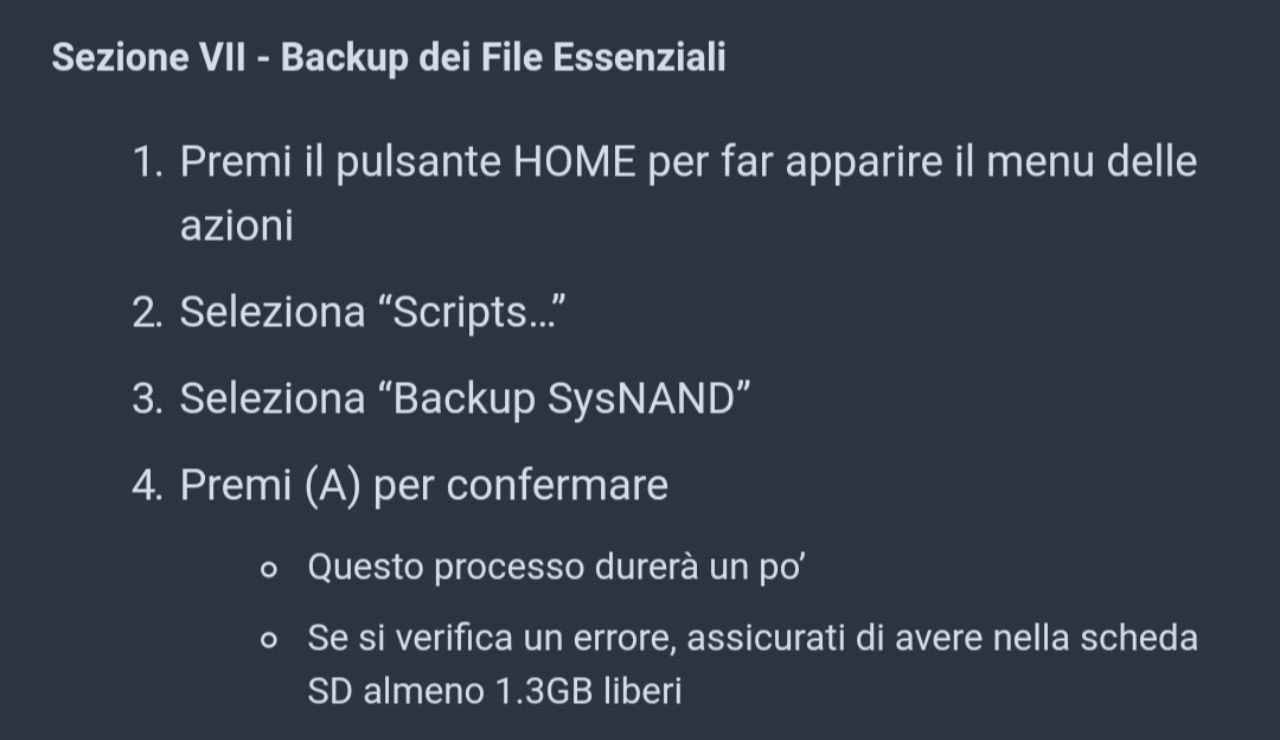 Sezione VII - Backup dei File Essenziali
1. Premi il pulsante HOME per far apparire il menu delle
azioni
2. Seleziona “Scripts…”
3. Seleziona “Backup SysNAND”
4. Premi (A) per confermare
Questo processo durerà un po’
Se si verifica un errore, assicurati di avere nella scheda
SD almeno 1.3GB liberi